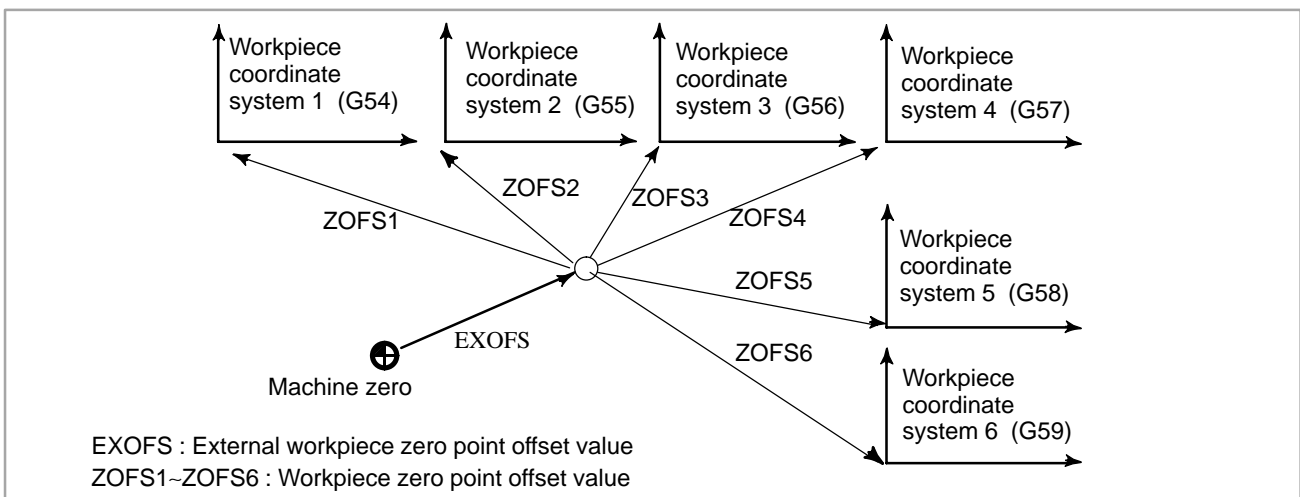 Workpiece
coordinate
system 1 (G54)
Workpiece
coordinate
system 2 (G55)
Workpiece
coordinate
system 3 (G56)
Workpiece
coordinate
system 4 (G57)
ZOFS1
ZOFS2
ZOFS3
ZOFS4
ZOFS5
Workpiece
coordinate
system 5 (G58)
EXOFS
ZOFS6
Machine zero
Workpiece
coordinate
system 6 (G59)
EXOFS : External workpiece zero point offset value
ZOFS1~ZOFS6 : Workpiece zero point offset value